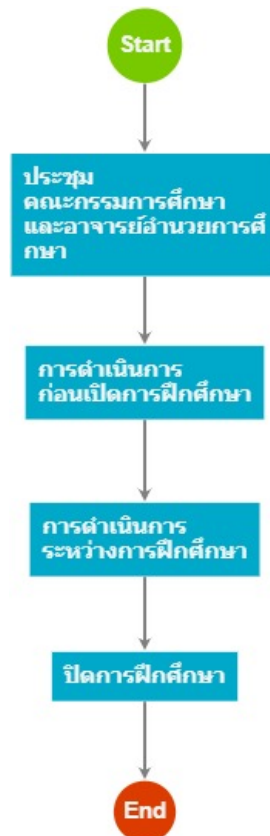 Start
ประชุม
คณะกรรมการศึกษา
และอาจารย์อำนวยการศึ
กษา
การดำเนินการ
ก่อนเปิดการฝึกศึกษา
การดำเนินการ
ระหว่างการฝึกศึกษา
ปิดการฝึกศึกษา
End